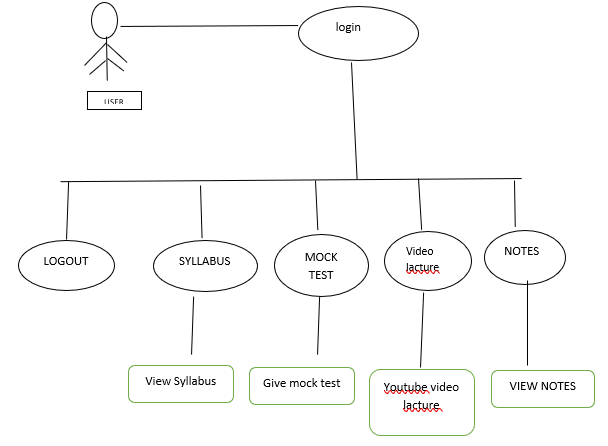 login
USER
LOGOUT
SYLLABUS
MOCK
TEST
Video
lacture
NOTES
View Syllabus
Give mock test
Youtube video
lacture
VIEW NOTES